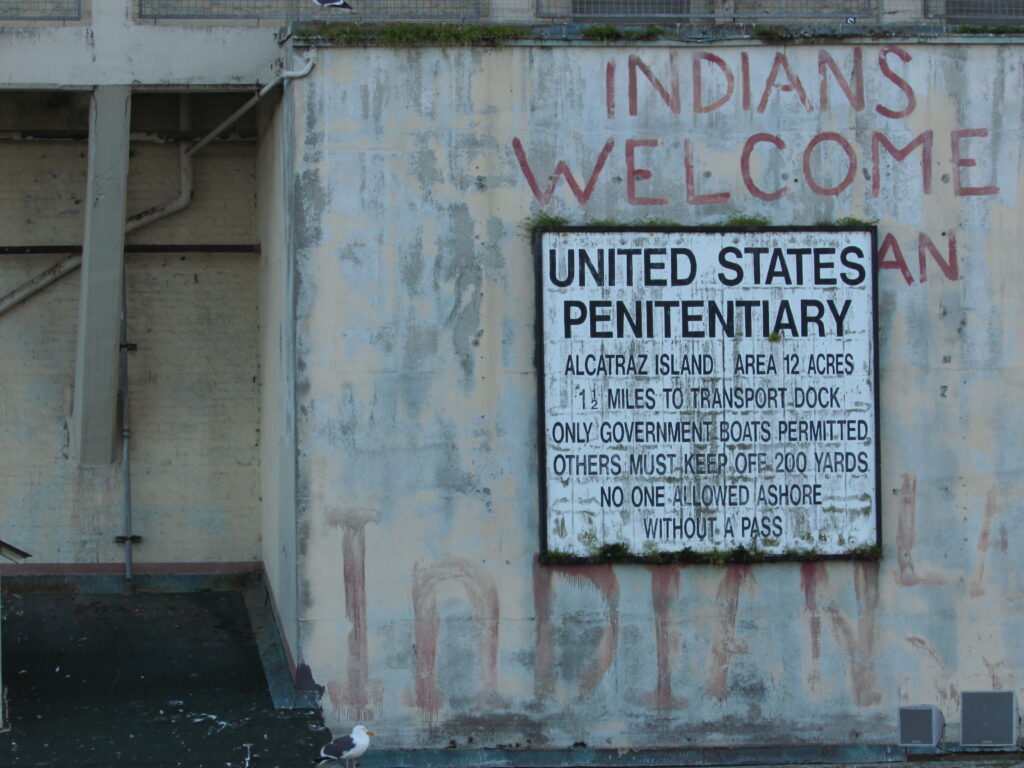 INDIANS
WELCOME
AN
UNITED STATES
PENITENTIARY
ALCATRAZ ISLAND AREA 12 ACRES
1½ MILES TO TRANSPORT DOCK
ONLY GOVERNMENT BOATS PERMITTED
OTHERS MUST KEEP OFF 200 YARDS
NO ONE ALLOWED ASHORE
WITHOUT A PASS
INDIAN